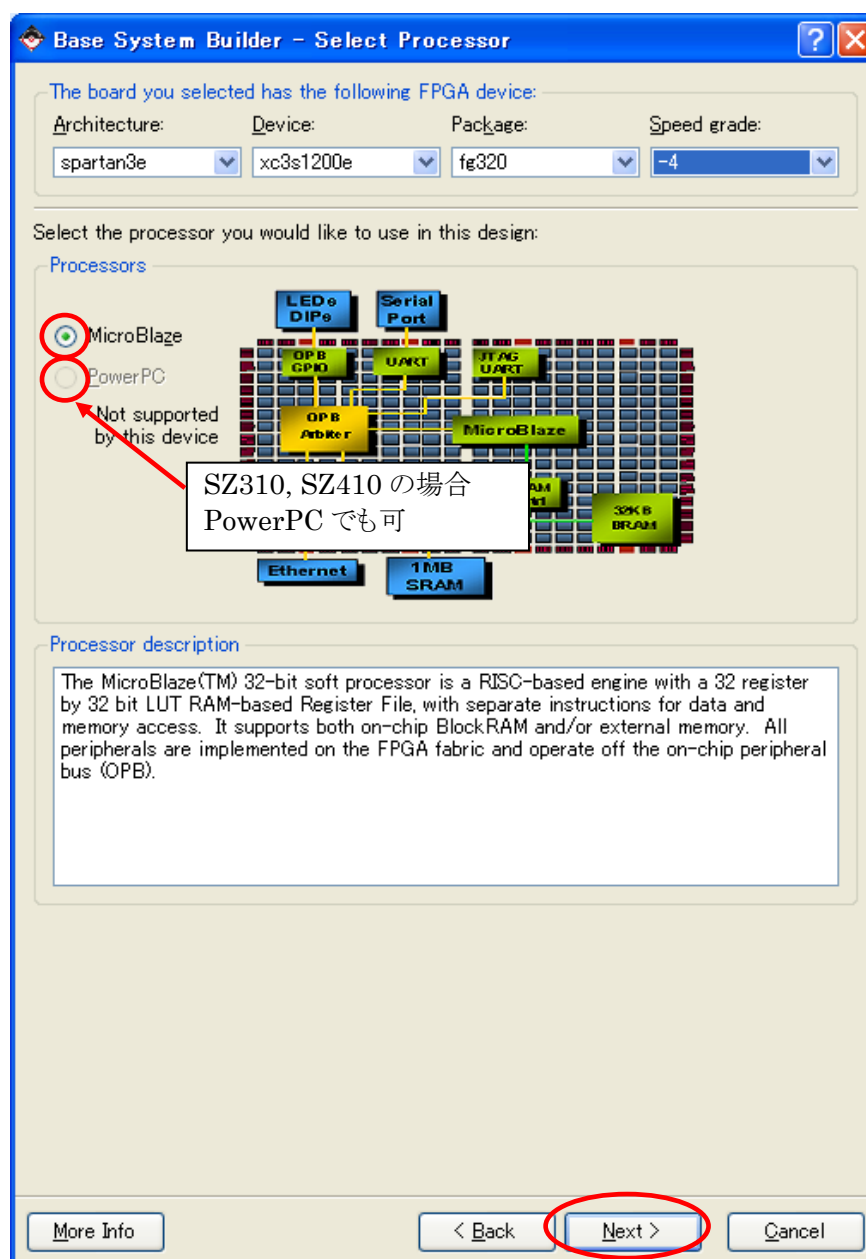 Base System Builder - Select Processor
The board you selected has the following FPGA device:
Architecture: Device: Package: Speed grade:
spartan3e xc3s1200e fg320 -4
Select the processor you would like to use in this design:
Processors
LEDs
DIPs
Serial
Port
MicroBlaze
OPB
GPIO
UART
JTAG
UART
PowerPC
Not supported
by this device
OPB
Arbiter
MicroBlaze
SZ310, SZ410 の場合
PowerPC でも可
32KB
BRAM
Ethernet
1MB
SRAM
Processor description
The MicroBlaze(TM) 32-bit soft processor is a RISC-based engine with a 32 register
by 32 bit LUT RAM-based Register File, with separate instructions for data and
memory access. It supports both on-chip BlockRAM and/or external memory. All
peripherals are implemented on the FPGA fabric and operate off the on-chip peripheral
bus (OPB).
More Info < Back Next > Cancel